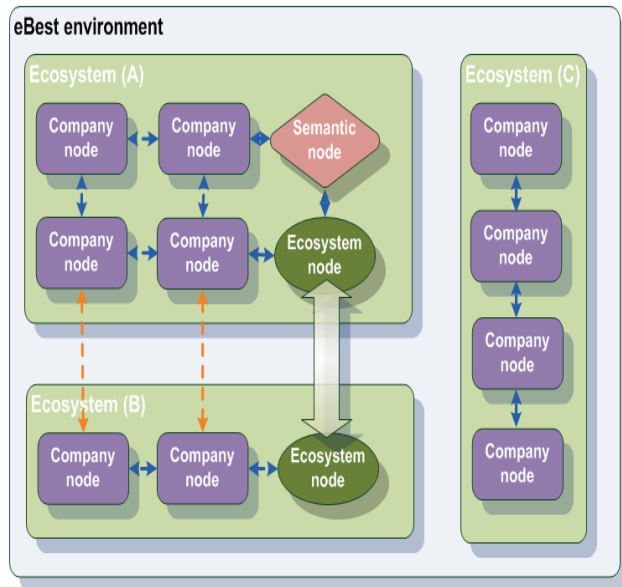 eBest environment
Ecosystem (A)
Company
node
Company
node
Semantic
node
Company
node
Company
node
Ecosystem
node
Ecosystem (B)
Company
node
Company
node
Ecosystem
node
Ecosystem (C)
Company
node
Company
node
Company
node
Company
node